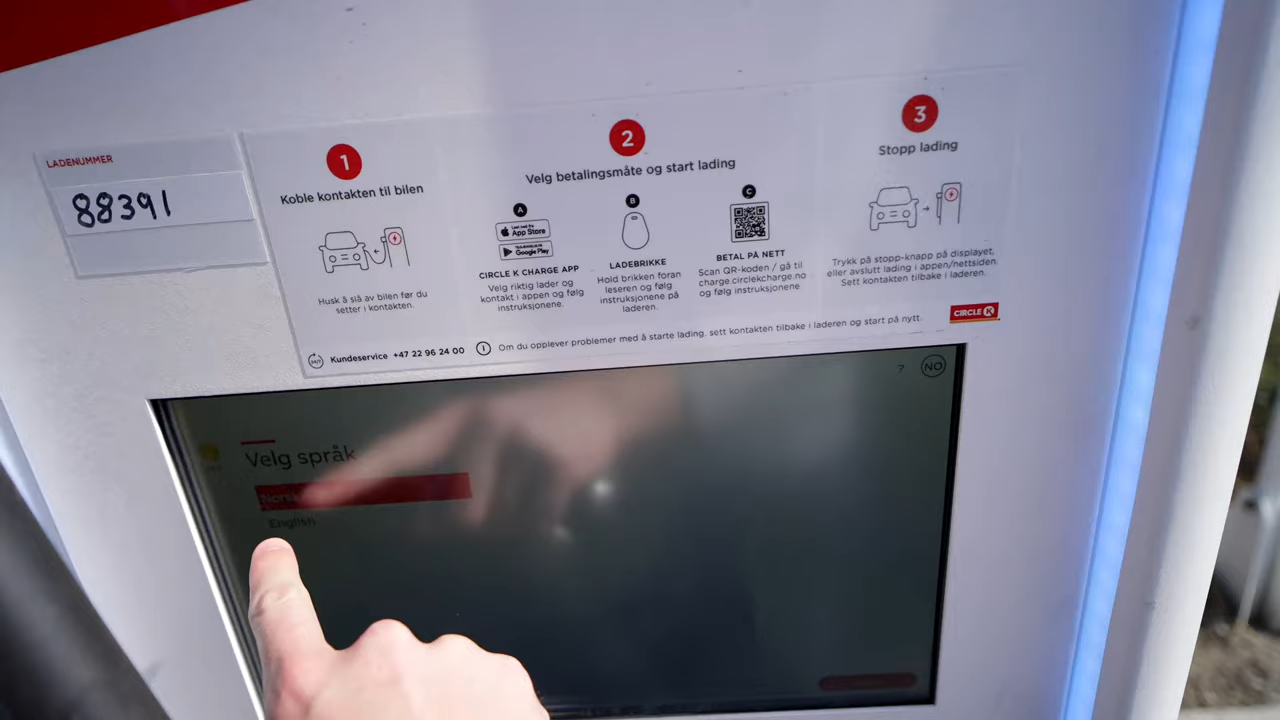 LADENUMMER
88391
1
Koble kontakten til bilen
Husk å slå av bilen før du
setter i kontakten.
2
Velg betalingsmåte og start lading
A
App Store
Google Play
CIRCLE K CHARGE APP
Velg riktig lader og
kontakt i appen og følg
instruksjonene.
B
LADEBRIKKE
Hold brikken foran
leseren og følg
instruksjonene på
laderen.
C
BETAL PÅ NETT
Scan QR-koden / gå til
charge.circlekcharge.no
og følg instruksjonene
3
Stopp lading
Trykk på stopp-knapp på displayet,
eller avslutt lading i appen/nettsiden.
Sett kontakten tilbake i laderen.
24/7 Kundeservice +47 22 96 24 00
i Om du opplever problemer med å starte lading, sett kontakten tilbake i laderen og start på nytt.
CIRCLE K
? NO
Velg språk
Norsk
English